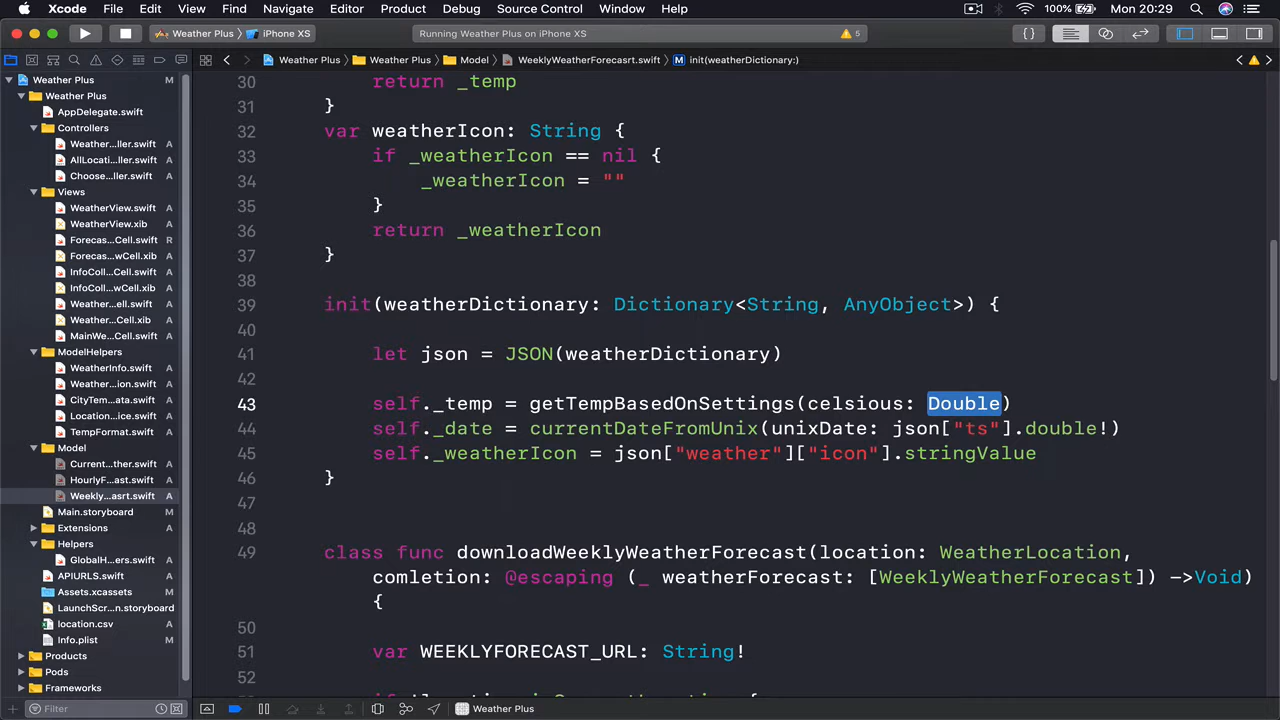 Xcode File Edit View Find Navigate Editor Product Debug Source Control Window Help 100% Mon 20:29
Weather Plus iPhone XS Running Weather Plus on iPhone XS 5
Weather Plus Weather Plus Model WeeklyWeatherForecasrt.swift M init(weatherDictionary:)
Weather Plus M
Weather Plus
AppDelegate.swift
Controllers
Weather...ller.swift A
AllLocati...ller.swift A
Choose...ller.swift A
Views
WeatherView.swift A
WeatherView.xib A
Forecas...Cell.swift R
Forecas...wCell.xib A
InfoColl...Cell.swift A
InfoColl...wCell.xib A
Weather...ell.swift A
Weather...Cell.xib A
MainWe...Cell.swift A
ModelHelpers
WeatherInfo.swift A
Weather...ion.swift A
CityTem...ata.swift A
Location...ice.swift A
TempFormat.swift A
Model
Current...ther.swift A
HourlyF...ast.swift A
Weekly...asrt.swift A
Main.storyboard M
Extensions A
Helpers
GlobalH...ers.swift A
APIURLS.swift A
Assets.xcassets A
LaunchScr...n.storyboard
location.csv A
Info.plist M
Products
Pods
Frameworks
Filter
30 return _temp
31 }
32 var weatherIcon: String {
33 if _weatherIcon == nil {
34 _weatherIcon = ""
35 }
36 return _weatherIcon
37 }
38
39 init(weatherDictionary: Dictionary<String, AnyObject>) {
40
41 let json = JSON(weatherDictionary)
42
43 self._temp = getTempBasedOnSettings(celsious: Double)
44 self._date = currentDateFromUnix(unixDate: json["ts"].double!)
45 self._weatherIcon = json["weather"]["icon"].stringValue
46 }
47
48
49 class func downloadWeeklyWeatherForecast(location: WeatherLocation,
comletion: @escaping (_ weatherForecast: [WeeklyWeatherForecast]) ->Void)
{
50
51 var WEEKLYFORECAST_URL: String!
52
Weather Plus